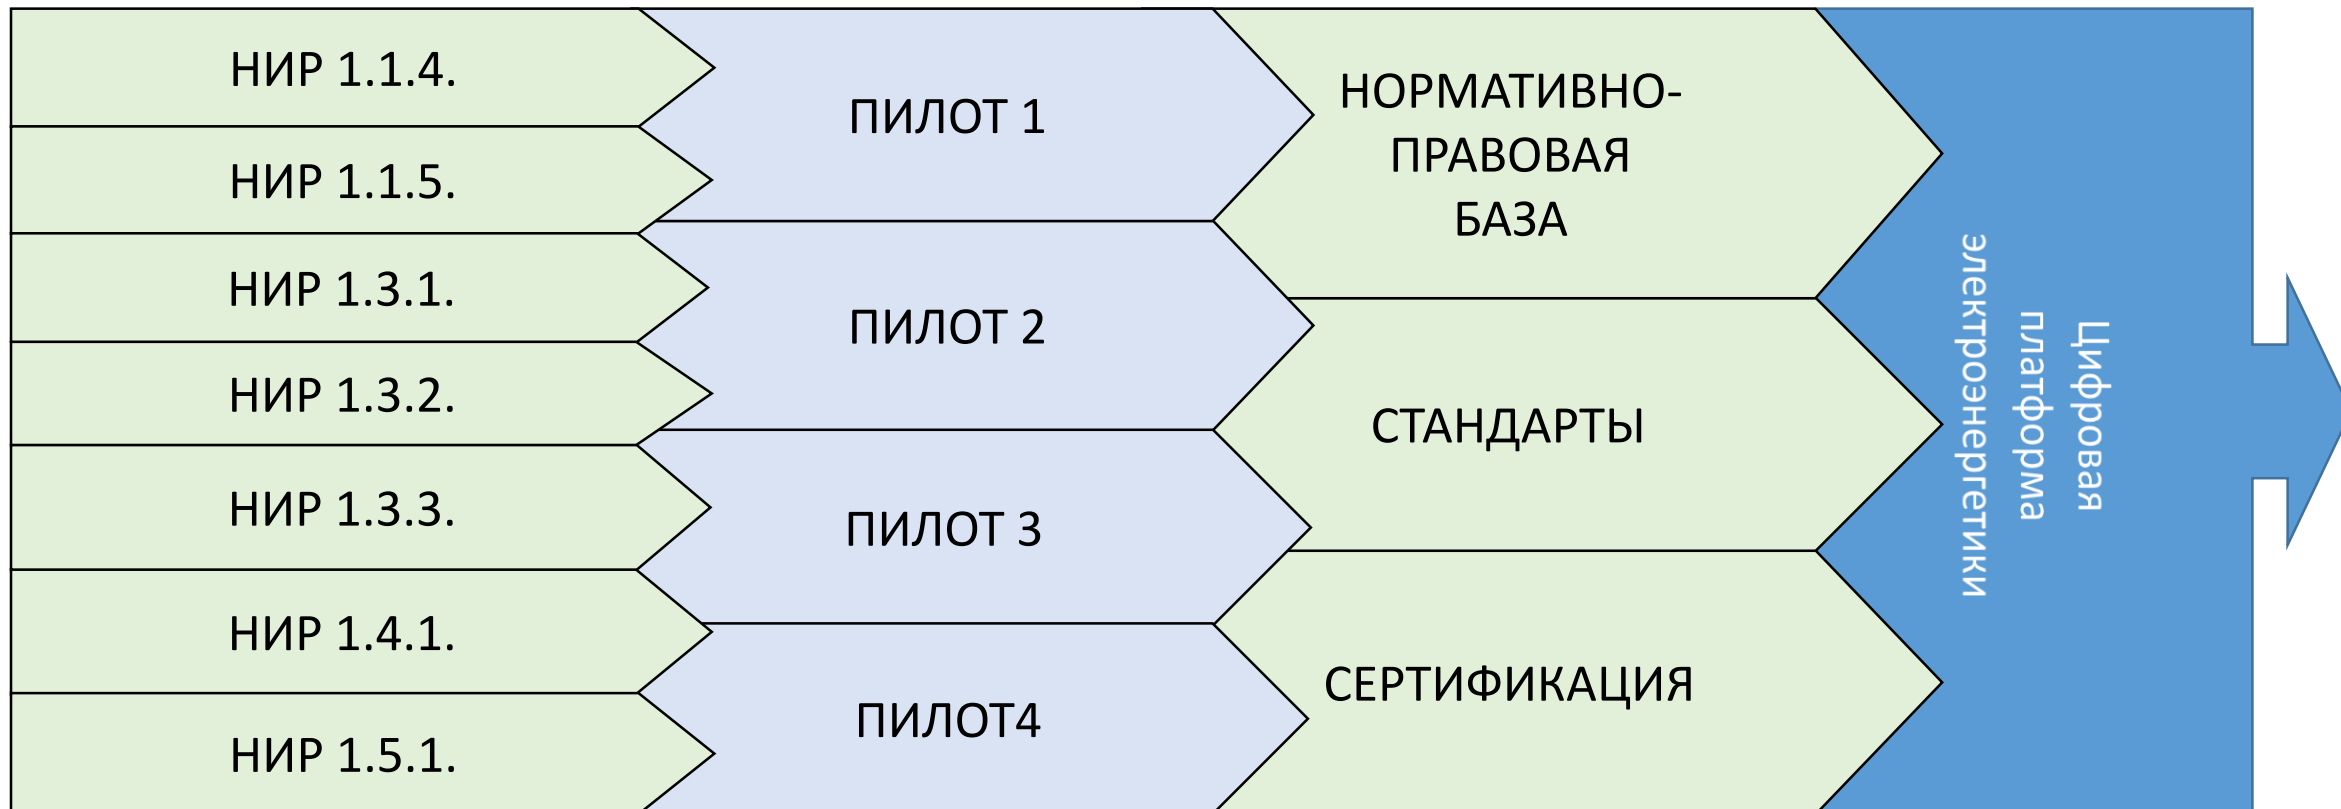 НИР 1.1.4.
НИР 1.1.5.
НИР 1.3.1.
НИР 1.3.2.
НИР 1.3.3.
НИР 1.4.1.
НИР 1.5.1.
ПИЛОТ 1
ПИЛОТ 2
ПИЛОТ 3
ПИЛОТ4
НОРМАТИВНО-
ПРАВОВАЯ
БАЗА
СТАНДАРТЫ
СЕРТИФИКАЦИЯ
Цифровая
платформа
электроэнергетики